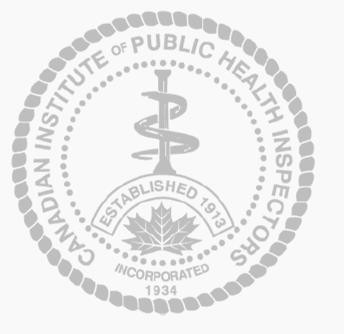 CANADIAN INSTITUTE OF PUBLIC HEALTH INSPECTORS
ESTABLISHED 1913
INCORPORATED
1934